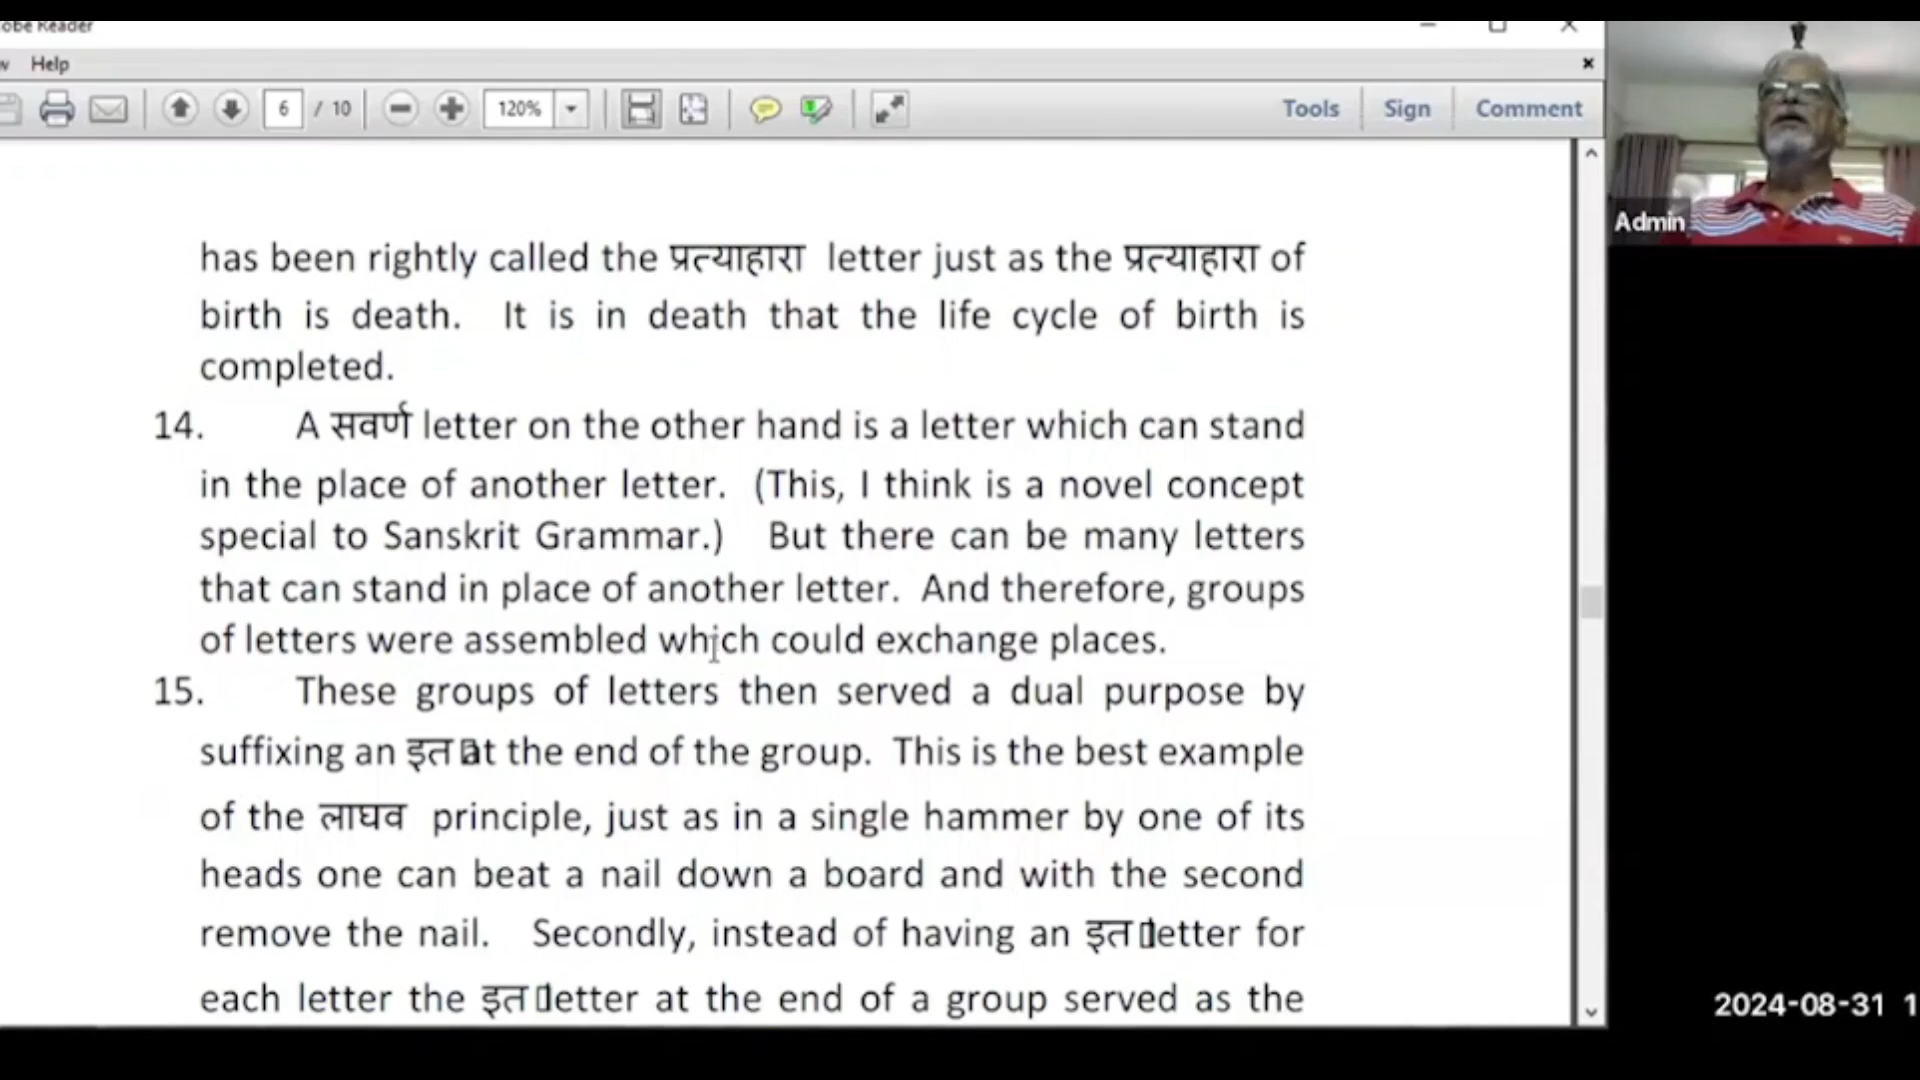 obe Reader
w Help
6 / 10 120% Tools Sign Comment
Admin
has been rightly called the प्रत्याहारा letter just as the प्रत्याहारा of
birth is death. It is in death that the life cycle of birth is
completed.
14. A सवर्ण letter on the other hand is a letter which can stand
in the place of another letter. (This, I think is a novel concept
special to Sanskrit Grammar.) But there can be many letters
that can stand in place of another letter. And therefore, groups
of letters were assembled which could exchange places.
15. These groups of letters then served a dual purpose by
suffixing an इत at the end of the group. This is the best example
of the लाघव principle, just as in a single hammer by one of its
heads one can beat a nail down a board and with the second
remove the nail. Secondly, instead of having an इत letter for
each letter the इत letter at the end of a group served as the
2024-08-31 1